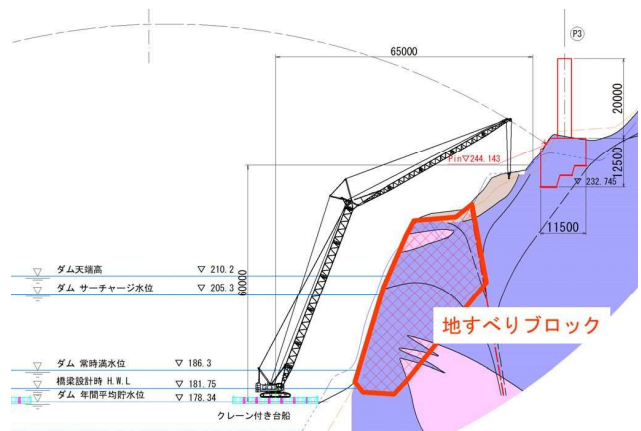 65000
P3
20000
12500
Pin▽244.143
▽ 232.745
11500
60000
ダム天端高 ▽ 210.2
ダム サーチャージ水位 ▽ 205.3
地すべりブロック
ダム 常時満水位 ▽ 186.3
橋梁設計時 H.W.L ▽ 181.75
ダム 年間平均貯水位 ▽ 178.34
クレーン付き台船